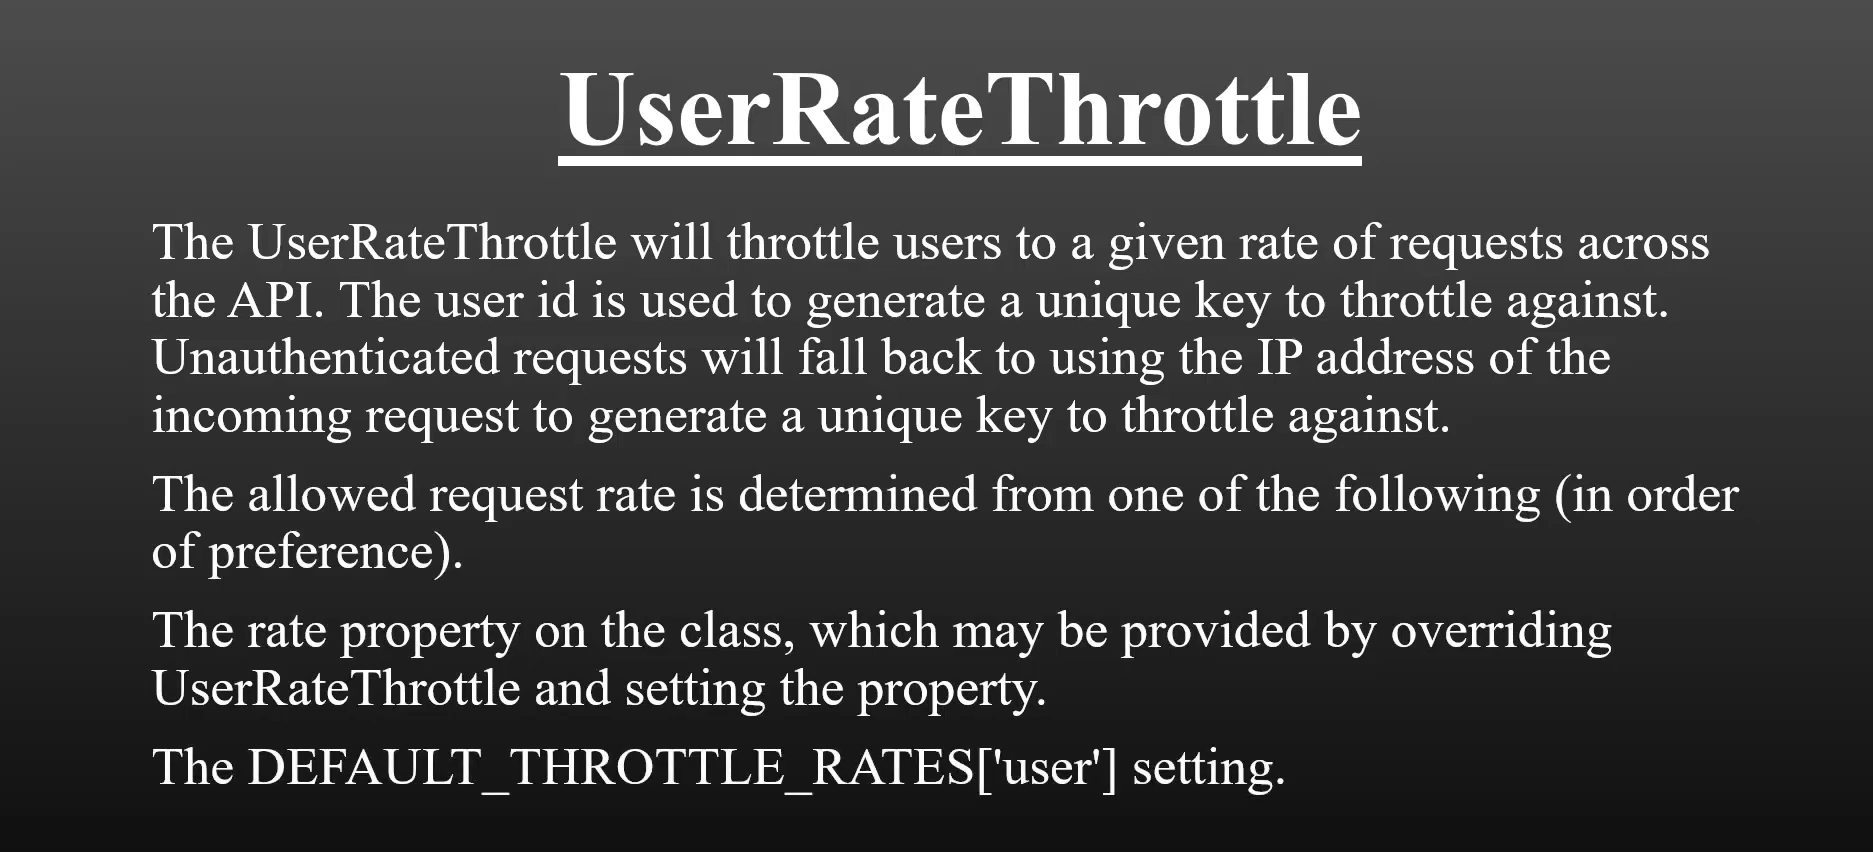 UserRateThrottle
The UserRateThrottle will throttle users to a given rate of requests across
the API. The user id is used to generate a unique key to throttle against.
Unauthenticated requests will fall back to using the IP address of the
incoming request to generate a unique key to throttle against.
The allowed request rate is determined from one of the following (in order
of preference).
The rate property on the class, which may be provided by overriding
UserRateThrottle and setting the property.
The DEFAULT_THROTTLE_RATES['user'] setting.